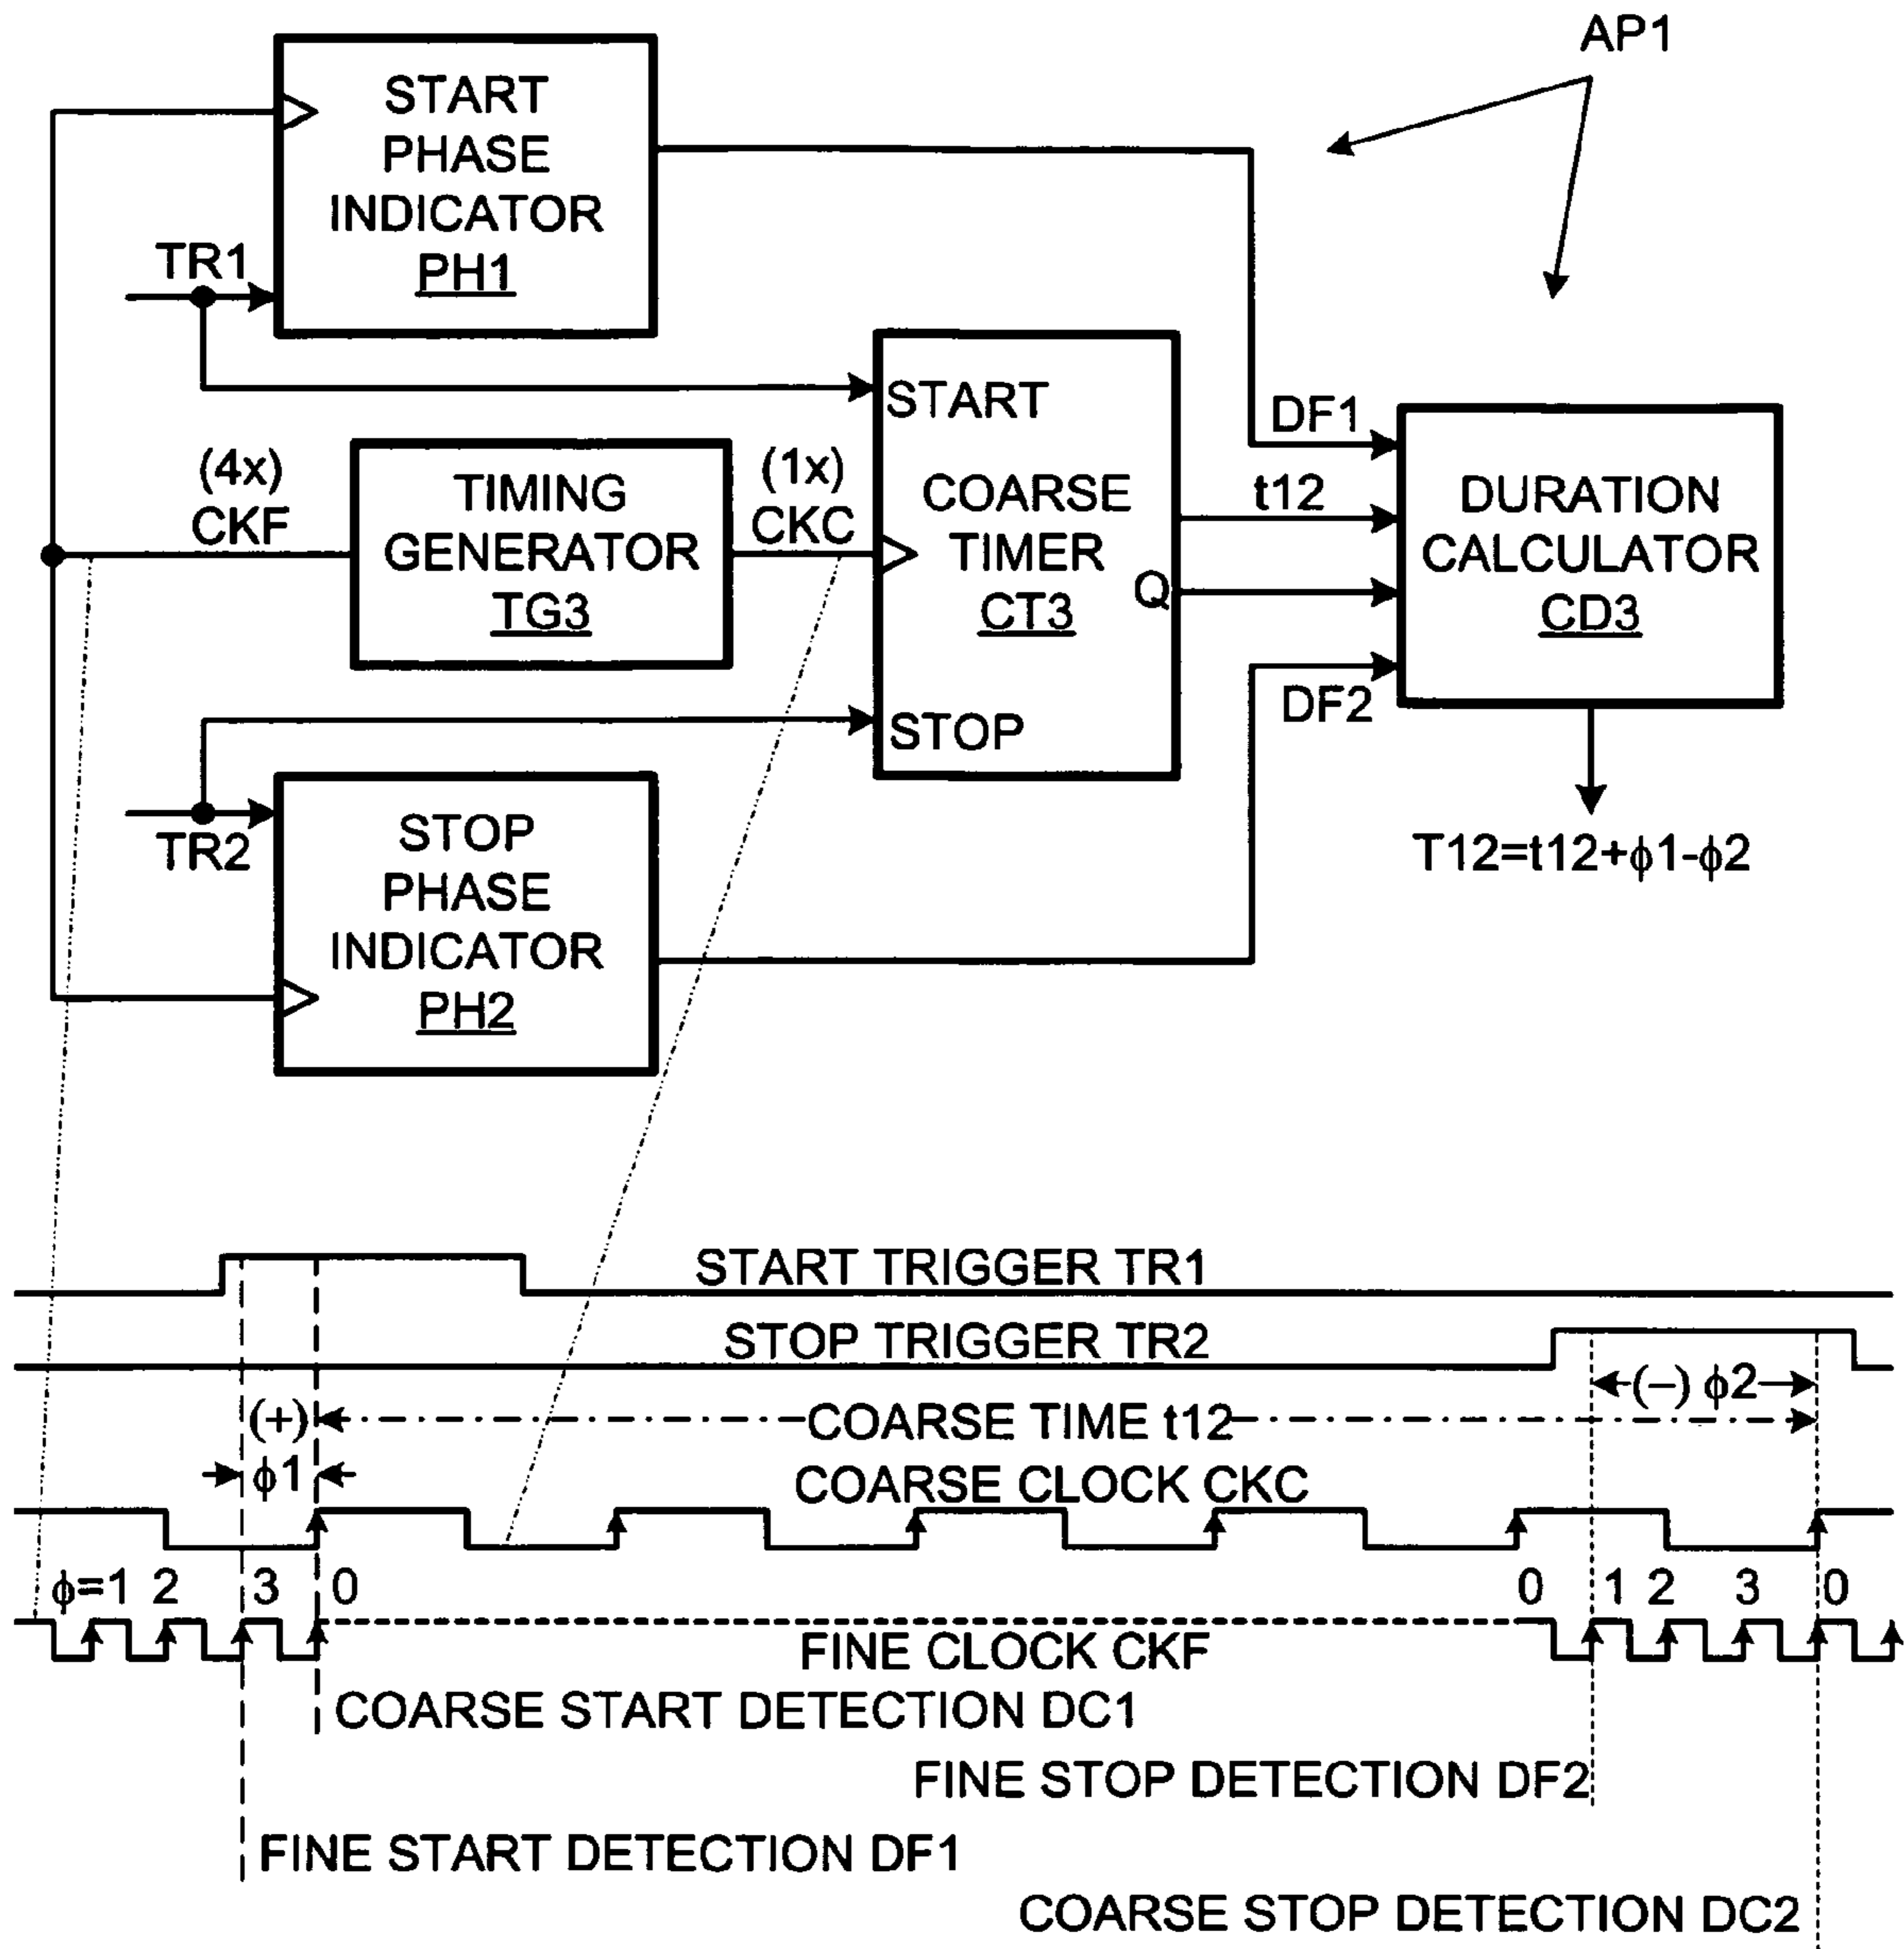 AP1
START
PHASE
INDICATOR
PH1
TR1
START
DF1
(4x)
CKF
TIMING
GENERATOR
TG3
(1x)
CKC
COARSE
TIMER
CT3
t12
Q
DURATION
CALCULATOR
CD3
DF2
STOP
TR2
STOP
PHASE
INDICATOR
PH2
T12=t12+ϕ1-ϕ2
START TRIGGER TR1
STOP TRIGGER TR2
(–) ϕ2
(+)
COARSE TIME t12
ϕ1
COARSE CLOCK CKC
ϕ=1 2 3 0
0 1 2 3 0
FINE CLOCK CKF
COARSE START DETECTION DC1
FINE STOP DETECTION DF2
FINE START DETECTION DF1
COARSE STOP DETECTION DC2